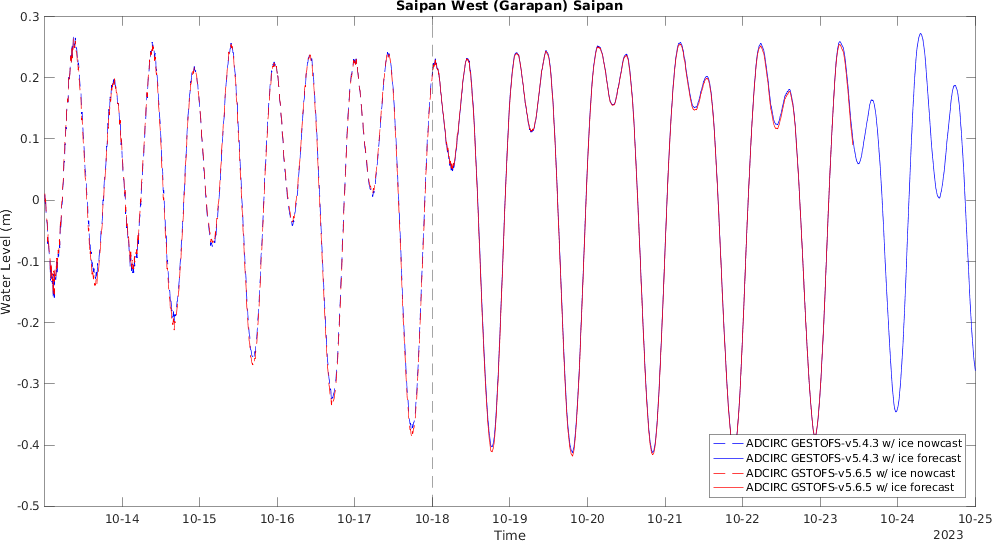 Saipan West (Garapan) Saipan
0.3
0.2
0.1
0
-0.1
-0.2
-0.3
-0.4
-0.5
Water Level (m)
ADCIRC GESTOFS-v5.4.3 w/ ice nowcast
ADCIRC GESTOFS-v5.4.3 w/ ice forecast
ADCIRC GSTOFS-v5.6.5 w/ ice nowcast
ADCIRC GSTOFS-v5.6.5 w/ ice forecast
10-14 10-15 10-16 10-17 10-18 10-19 10-20 10-21 10-22 10-23 10-24 10-25
Time
2023